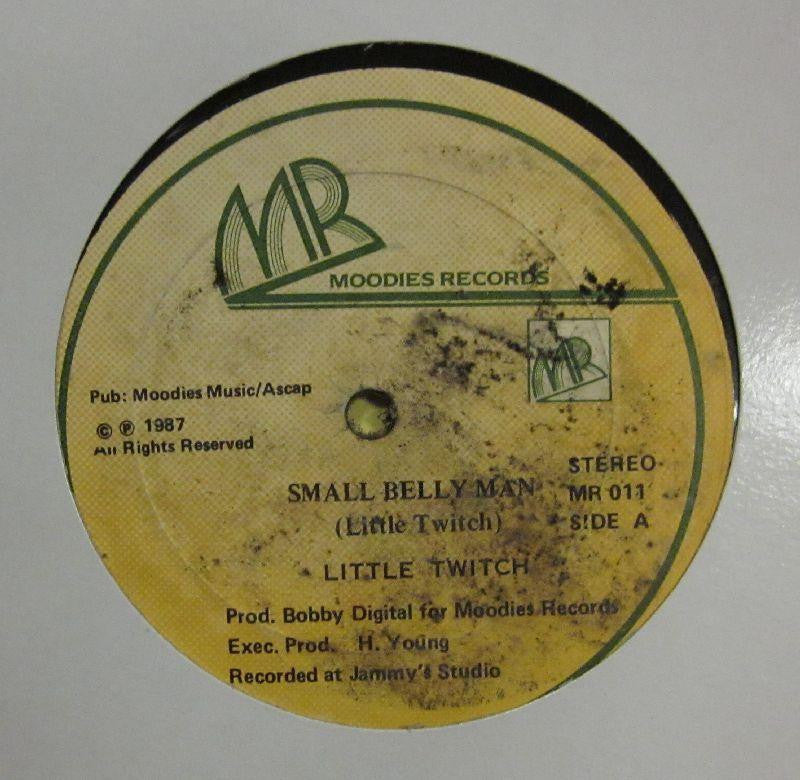 MR
MOODIES RECORDS
MR
Pub: Moodies Music/Ascap
© ℗ 1987
All Rights Reserved
STEREO
SMALL BELLY MAN
MR 011
(Little Twitch)
SIDE A
LITTLE TWITCH
Prod. Bobby Digital for Moodies Records
Exec. Prod. H. Young
Recorded at Jammy's Studio